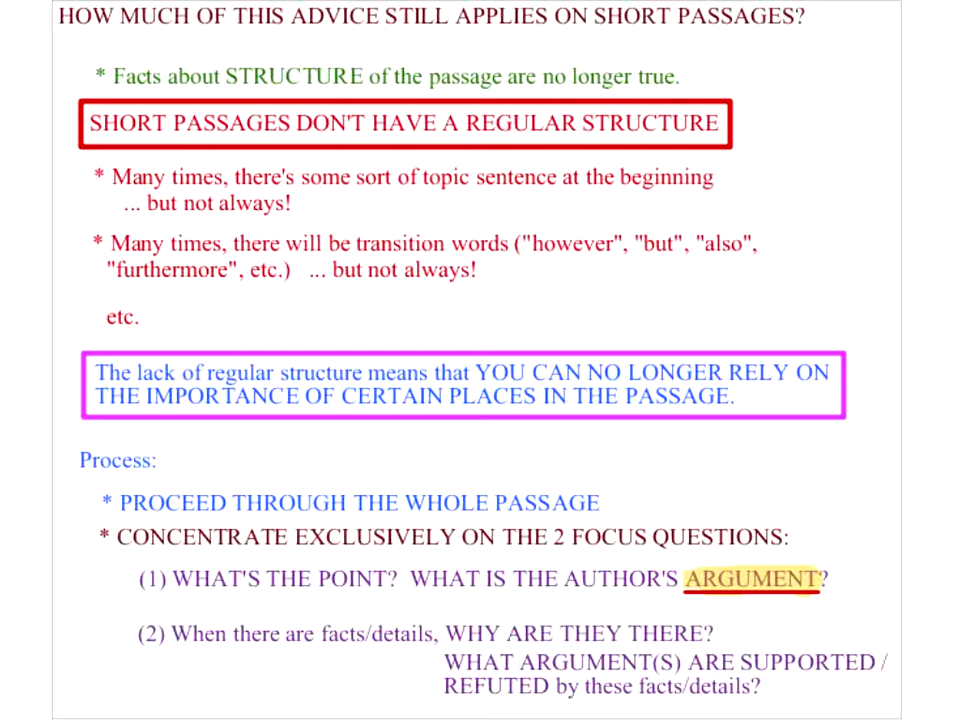 HOW MUCH OF THIS ADVICE STILL APPLIES ON SHORT PASSAGES?
* Facts about STRUCTURE of the passage are no longer true.
SHORT PASSAGES DON'T HAVE A REGULAR STRUCTURE
* Many times, there's some sort of topic sentence at the beginning
... but not always!
* Many times, there will be transition words ("however", "but", "also",
"furthermore", etc.) ... but not always!
etc.
The lack of regular structure means that YOU CAN NO LONGER RELY ON
THE IMPORTANCE OF CERTAIN PLACES IN THE PASSAGE.
Process:
* PROCEED THROUGH THE WHOLE PASSAGE
* CONCENTRATE EXCLUSIVELY ON THE 2 FOCUS QUESTIONS:
(1) WHAT'S THE POINT? WHAT IS THE AUTHOR'S ARGUMENT?
(2) When there are facts/details, WHY ARE THEY THERE?
WHAT ARGUMENT(S) ARE SUPPORTED /
REFUTED by these facts/details?